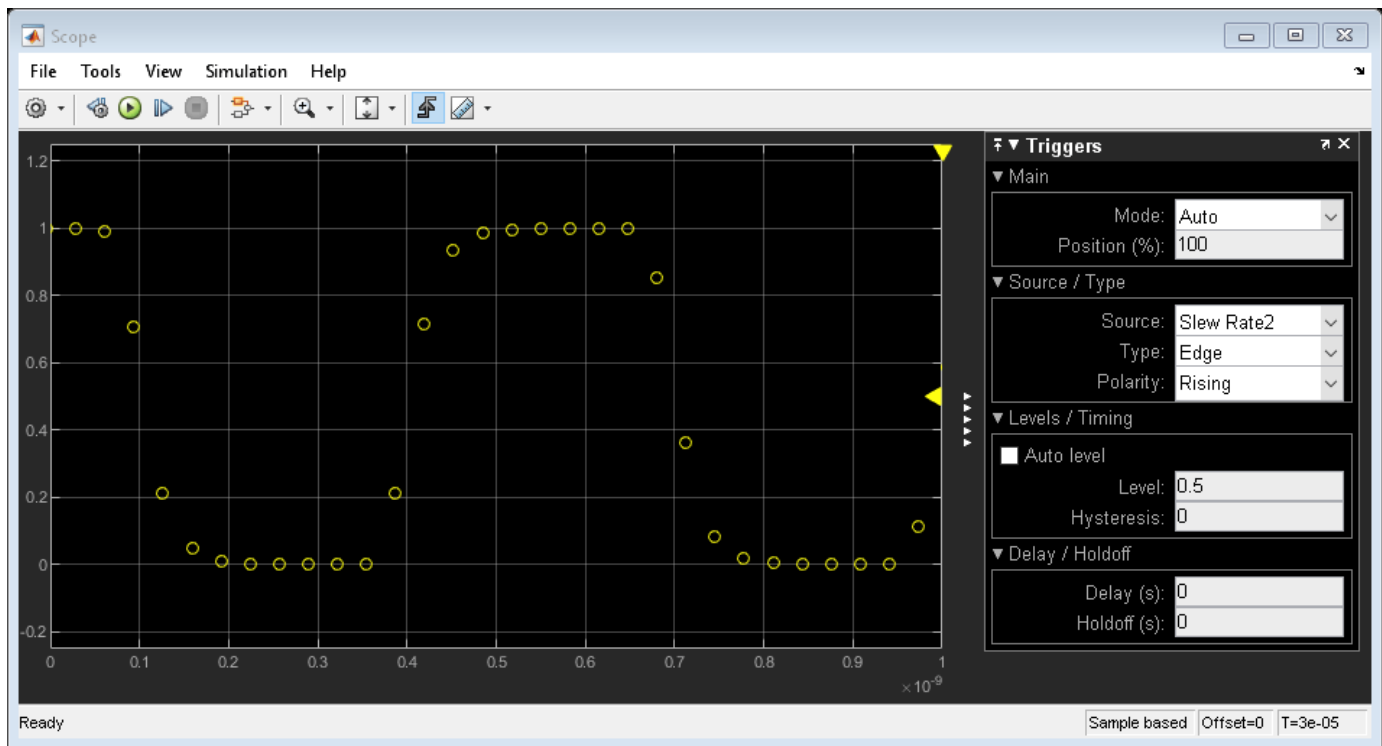 Scope
File Tools View Simulation Help
1.2
1
0.8
0.6
0.4
0.2
0
-0.2
0 0.1 0.2 0.3 0.4 0.5 0.6 0.7 0.8 0.9 1
×10⁻⁹
Triggers
Main
Mode: Auto
Position (%): 100
Source / Type
Source: Slew Rate2
Type: Edge
Polarity: Rising
Levels / Timing
Auto level
Level: 0.5
Hysteresis: 0
Delay / Holdoff
Delay (s): 0
Holdoff (s): 0
Ready Sample based Offset=0 T=3e-05